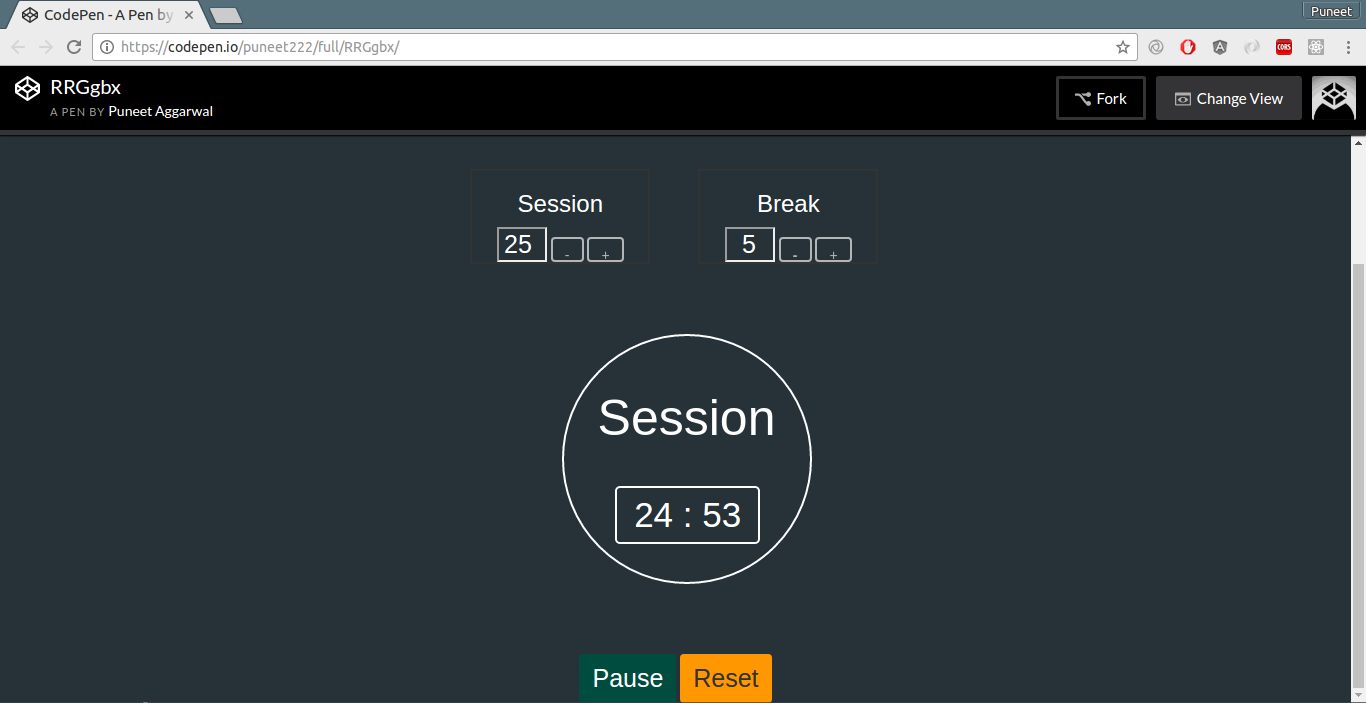 CodePen - A Pen by
Puneet
https://codepen.io/puneet222/full/RRGgbx/
CORS
RRGgbx
A PEN BY Puneet Aggarwal
Fork
Change View
Session
Break
25 - +
5 - +
Session
24 : 53
Pause
Reset